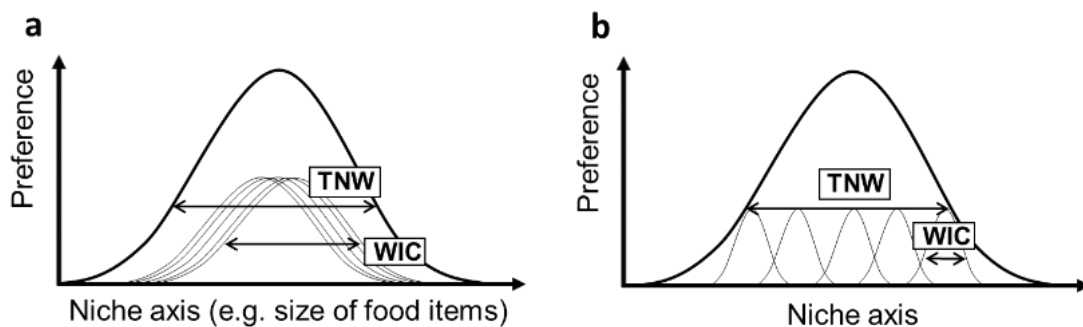 a
Preference
TNW
WIC
Niche axis (e.g. size of food items)
b
Preference
TNW
WIC
Niche axis